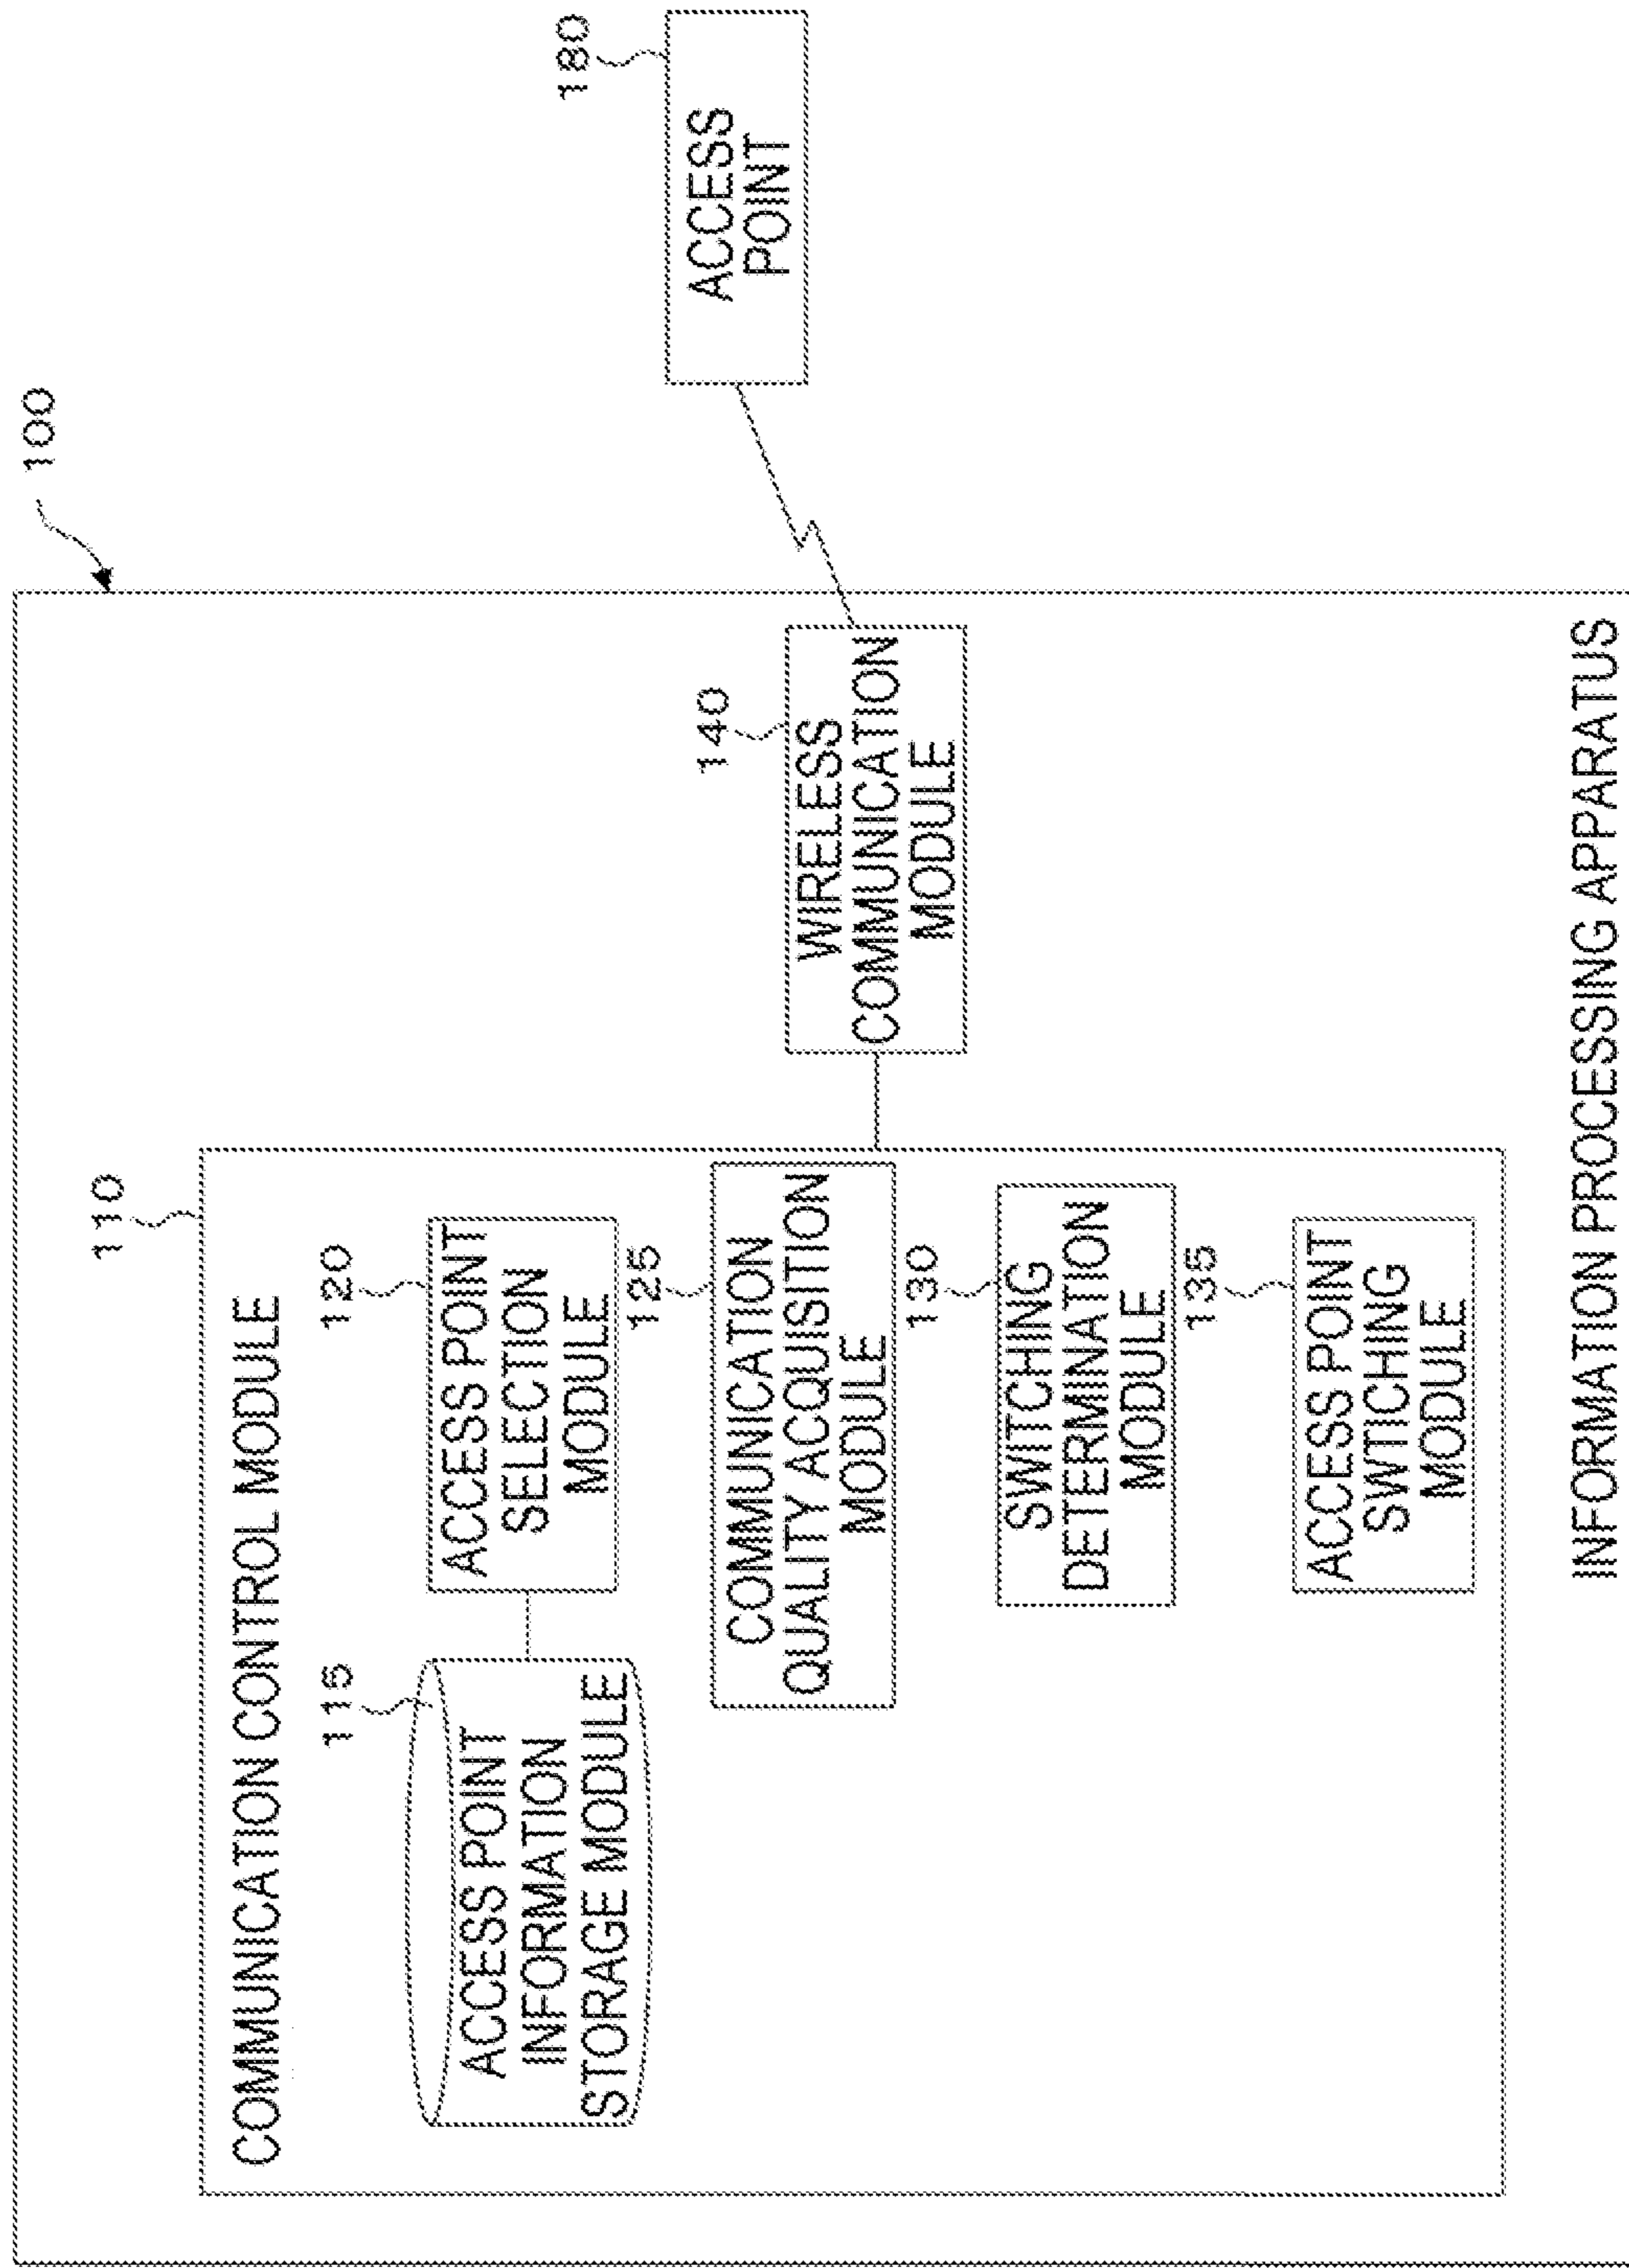 100
110
COMMUNICATION CONTROL MODULE
115
ACCESS POINT
INFORMATION
STORAGE MODULE
120
ACCESS POINT
SELECTION
MODULE
125
COMMUNICATION
QUALITY ACQUISITION
MODULE
130
SWITCHING
DETERMINATION
MODULE
135
ACCESS POINT
SWTICHING
MODULE
140
WIRELESS
COMMUNICATION
MODULE
180
ACCESS
POINT
INFORMATION PROCESSING APPARATUS